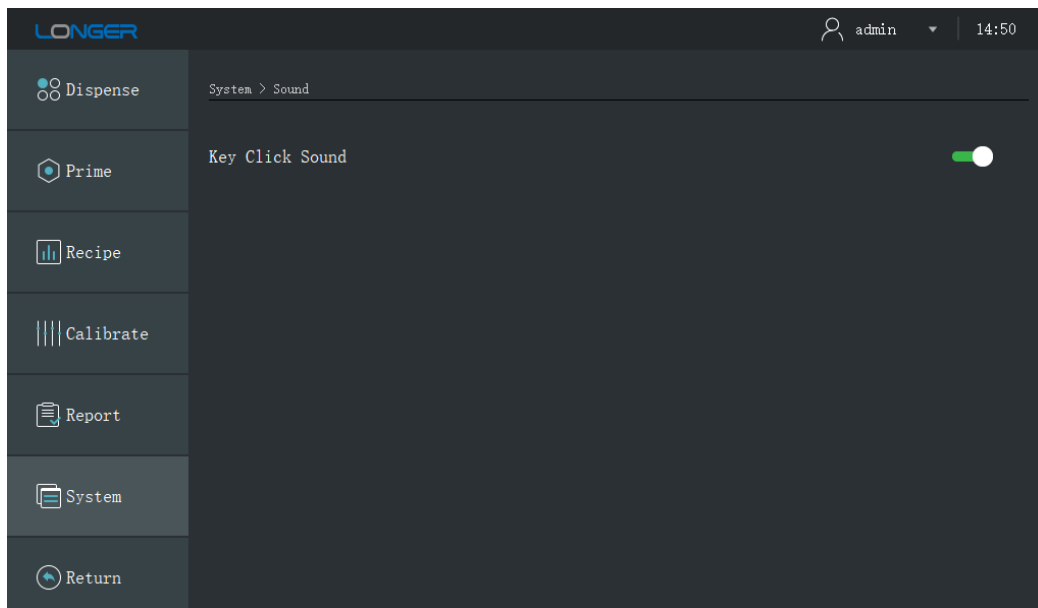 LONGER
admin
14:50
Dispense
System > Sound
Key Click Sound
Prime
Recipe
Calibrate
Report
System
Return